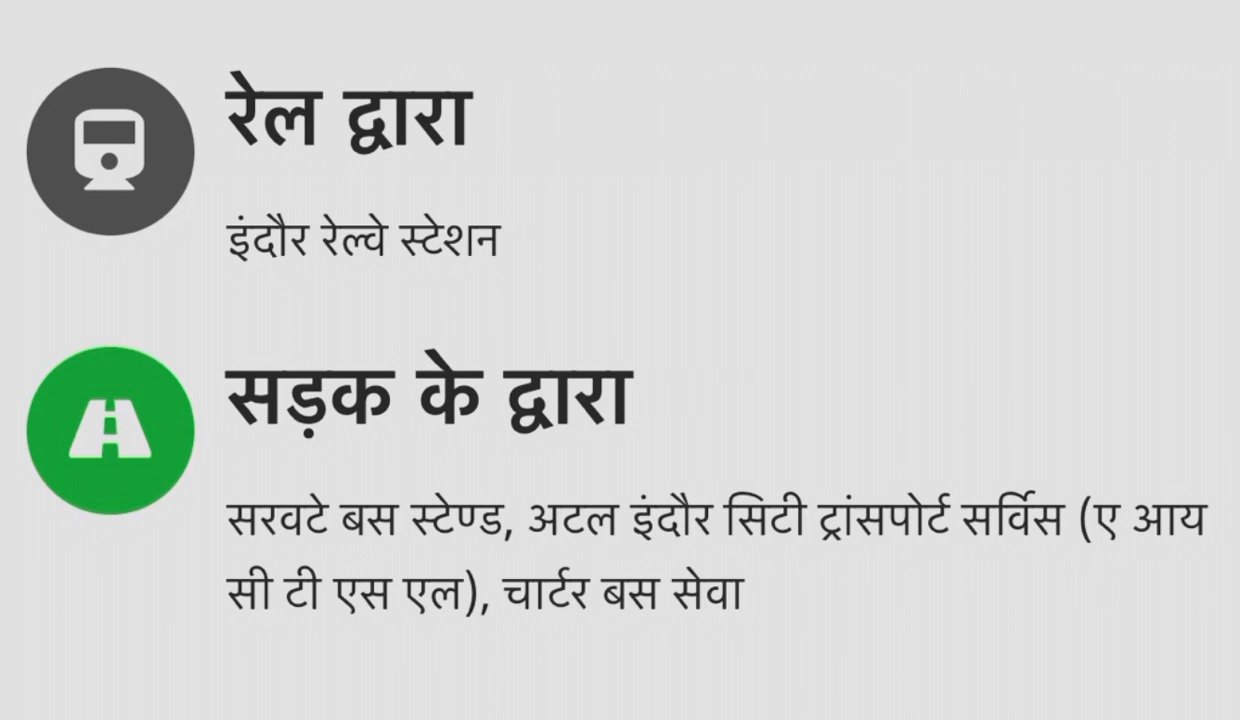 रेल द्वारा
इंदौर रेल्वे स्टेशन
सड़क के द्वारा
सरवटे बस स्टेण्ड, अटल इंदौर सिटी ट्रांसपोर्ट सर्विस (ए आय
सी टी एस एल), चार्टर बस सेवा